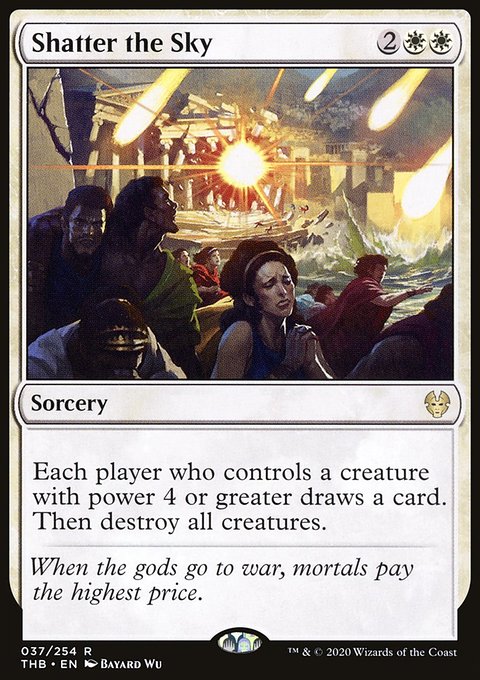 Shatter the Sky 2
Sorcery
Each player who controls a creature
with power 4 or greater draws a card.
Then destroy all creatures.
When the gods go to war, mortals pay
the highest price.
037/254 R
THB • EN Bayard Wu
™ & © 2020 Wizards of the Coast